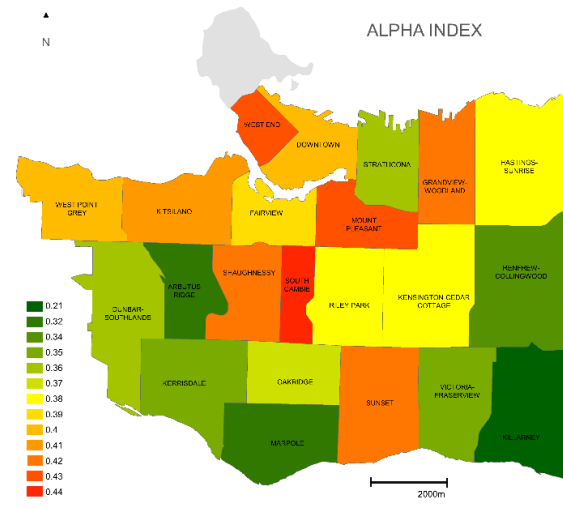 ALPHA INDEX
N
WEST END
DOWNTOWN
STRATHCONA
HASTINGS-
SUNRISE
GRANDVIEW-
WOODLAND
WEST POINT
GREY
KITSILANO
FAIRVIEW
MOUNT
PLEASANT
ARBUTUS
RIDGE
SHAUGHNESSY
SOUTH
CAMBIE
RILEY PARK
KENSINGTON CEDAR
COTTAGE
RENFREW-
COLLINGWOOD
DUNBAR-
SOUTHLANDS
KERRISDALE
OAKRIDGE
SUNSET
VICTORIA-
FRASERVIEW
MARPOLE
KILLARNEY
0.21
0.32
0.34
0.35
0.36
0.37
0.38
0.39
0.4
0.41
0.42
0.43
0.44
2000m